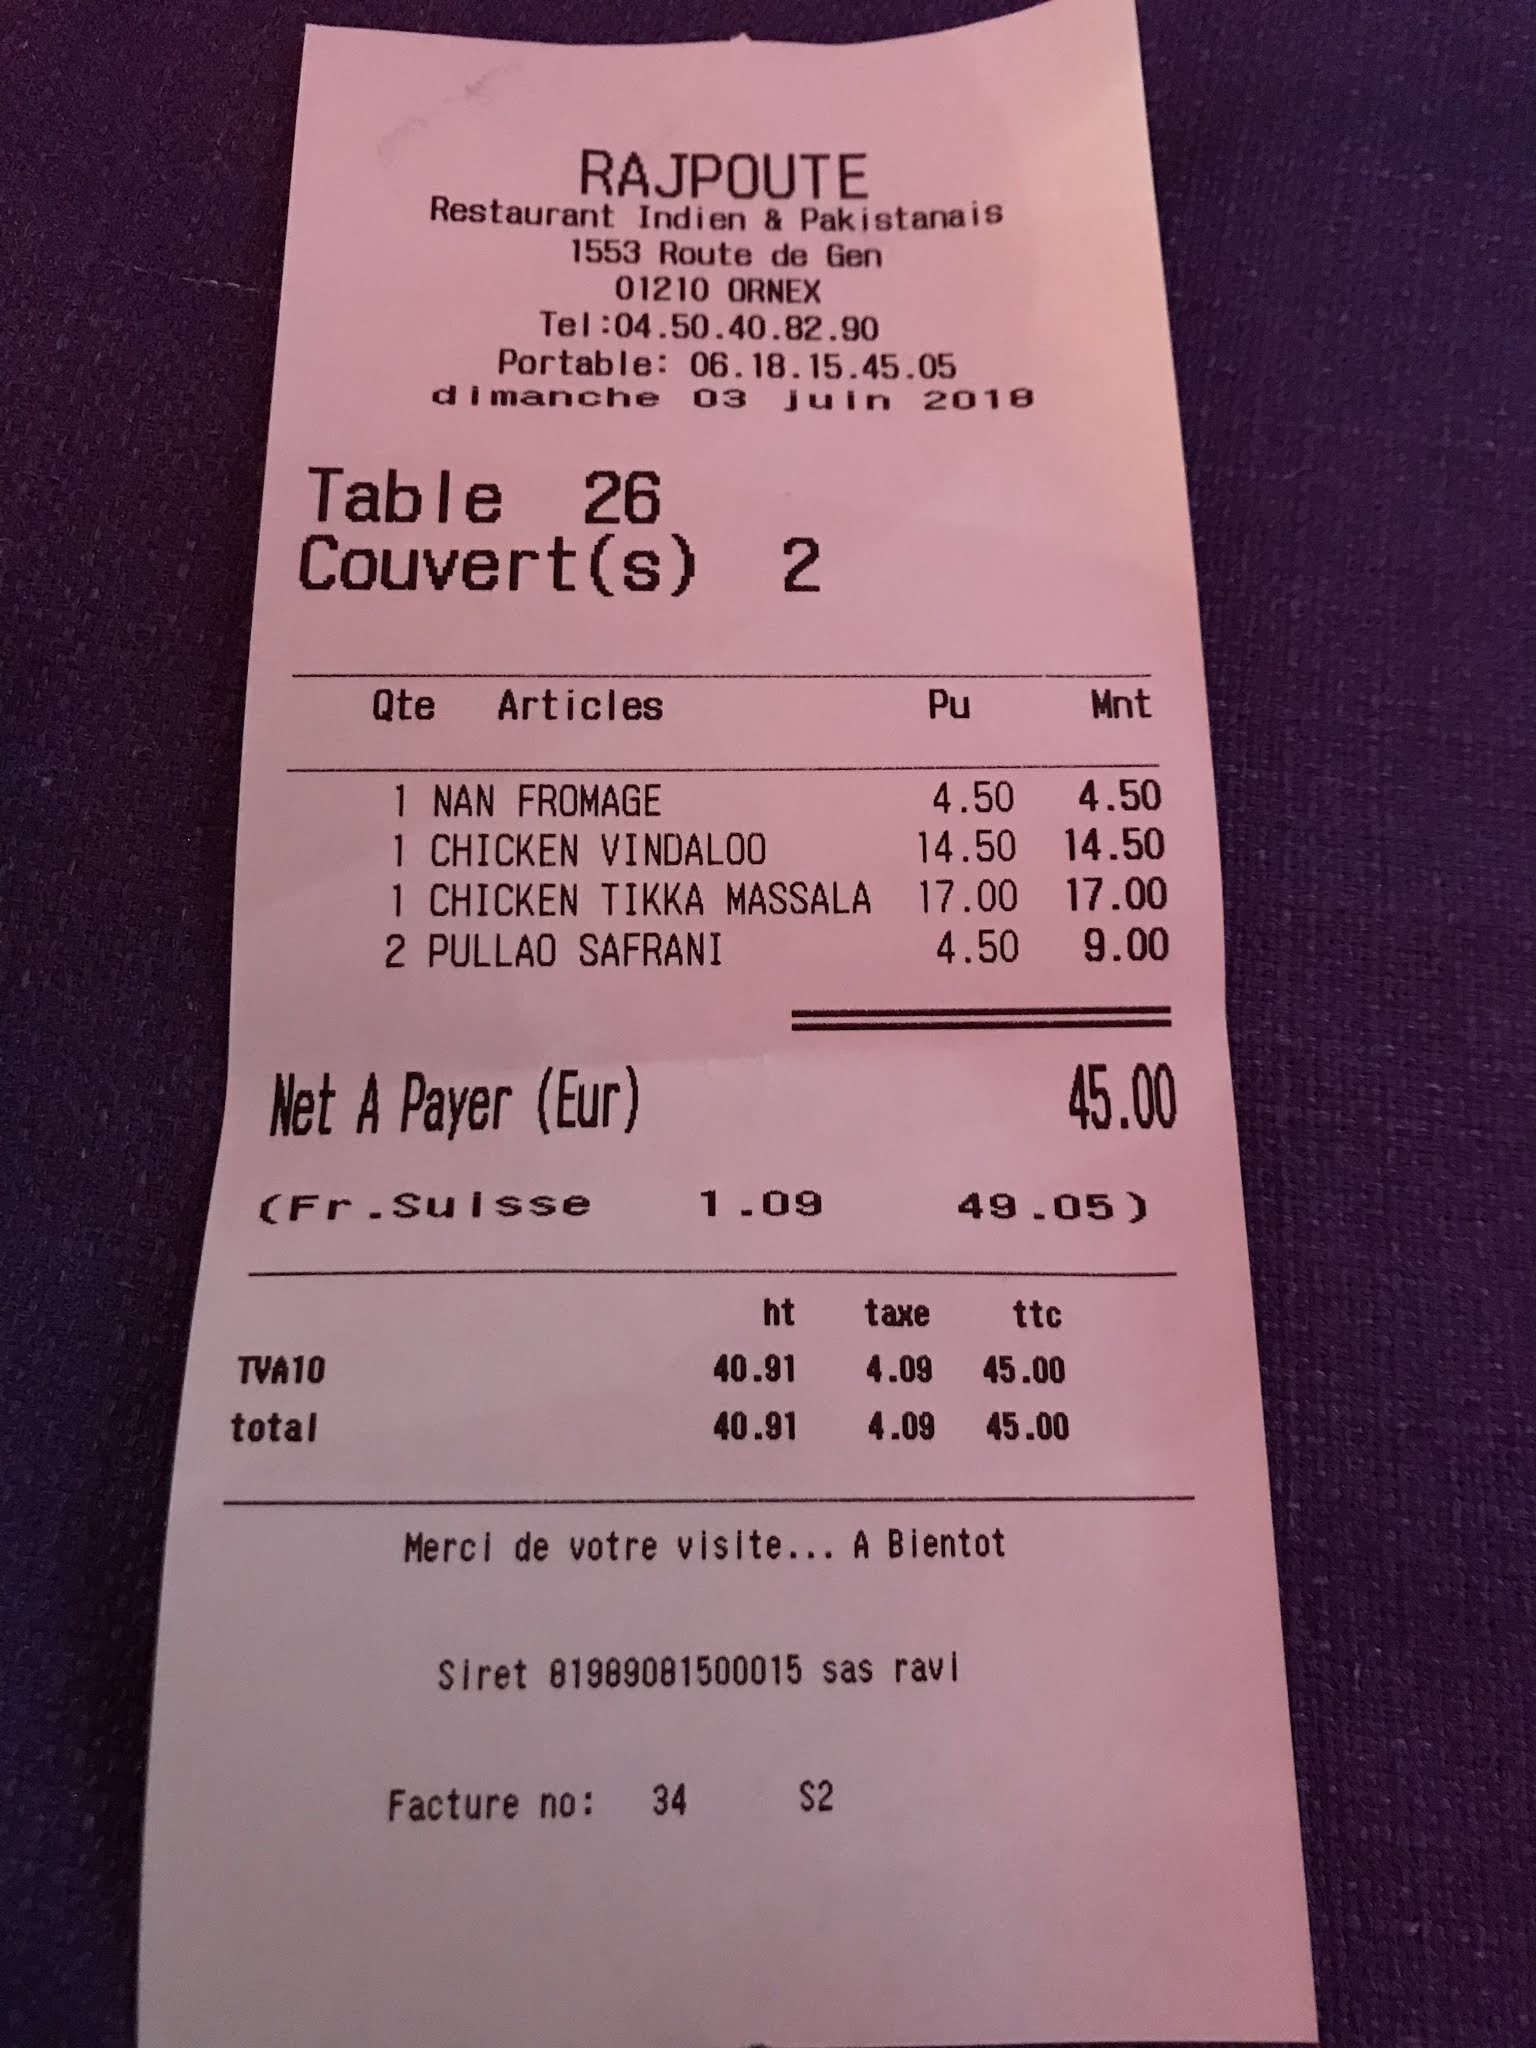 RAJPOUTE
Restaurant Indien & Pakistanais
1553 Route de Gen
01210 ORNEX
Tel:04.50.40.82.90
Portable: 06.18.15.45.05
dimanche 03 juin 2018
Table 26
Couvert(s) 2
Qte Articles Pu Mnt
1 NAN FROMAGE 4.50 4.50
1 CHICKEN VINDALOO 14.50 14.50
1 CHICKEN TIKKA MASSALA 17.00 17.00
2 PULLAO SAFRANI 4.50 9.00
Net A Payer (Eur) 45.00
(Fr.Suisse 1.09 49.05)
ht taxe ttc
TVA10 40.91 4.09 45.00
total 40.91 4.09 45.00
Merci de votre visite... A Bientot
Siret 81989081500015 sas ravi
Facture no: 34 S2